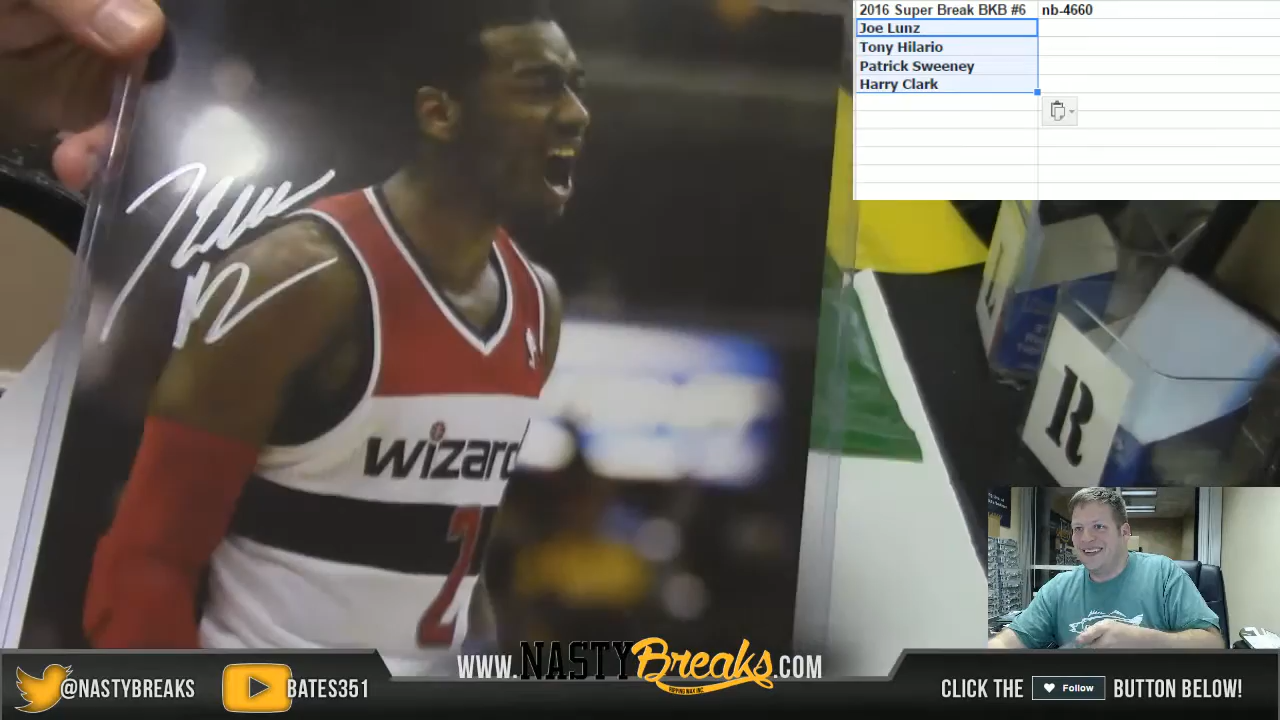 2016 Super Break BKB #6 nb-4660
Joe Lunz
Tony Hilario
Patrick Sweeney
Harry Clark
wizard
2
R
@NASTYBREAKS
BATES351
WWW.NASTYBreaks.COM
CLICK THE Follow BUTTON BELOW!